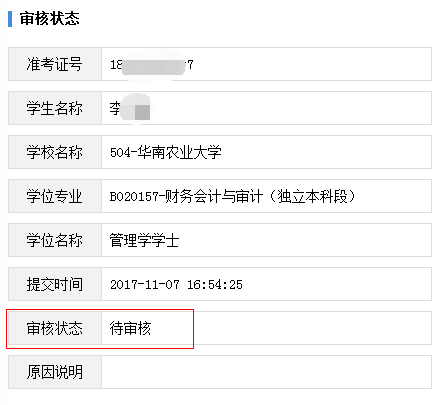 审核状态
准考证号 18 7
学生名称 李
学校名称 504-华南农业大学
学位专业 B020157-财务会计与审计（独立本科段）
学位名称 管理学学士
提交时间 2017-11-07 16:54:25
审核状态 待审核
原因说明